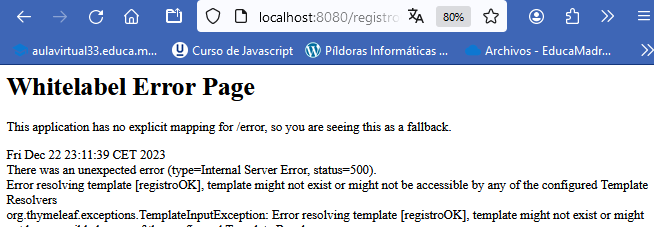 localhost:8080/registro
80%
aulavirtual33.educa.m...
Curso de Javascript
Píldoras Informáticas ...
Archivos - EducaMadr...
Whitelabel Error Page
This application has no explicit mapping for /error, so you are seeing this as a fallback.
Fri Dec 22 23:11:39 CET 2023
There was an unexpected error (type=Internal Server Error, status=500).
Error resolving template [registroOK], template might not exist or might not be accessible by any of the configured Template
Resolvers
org.thymeleaf.exceptions.TemplateInputException: Error resolving template [registroOK], template might not exist or might